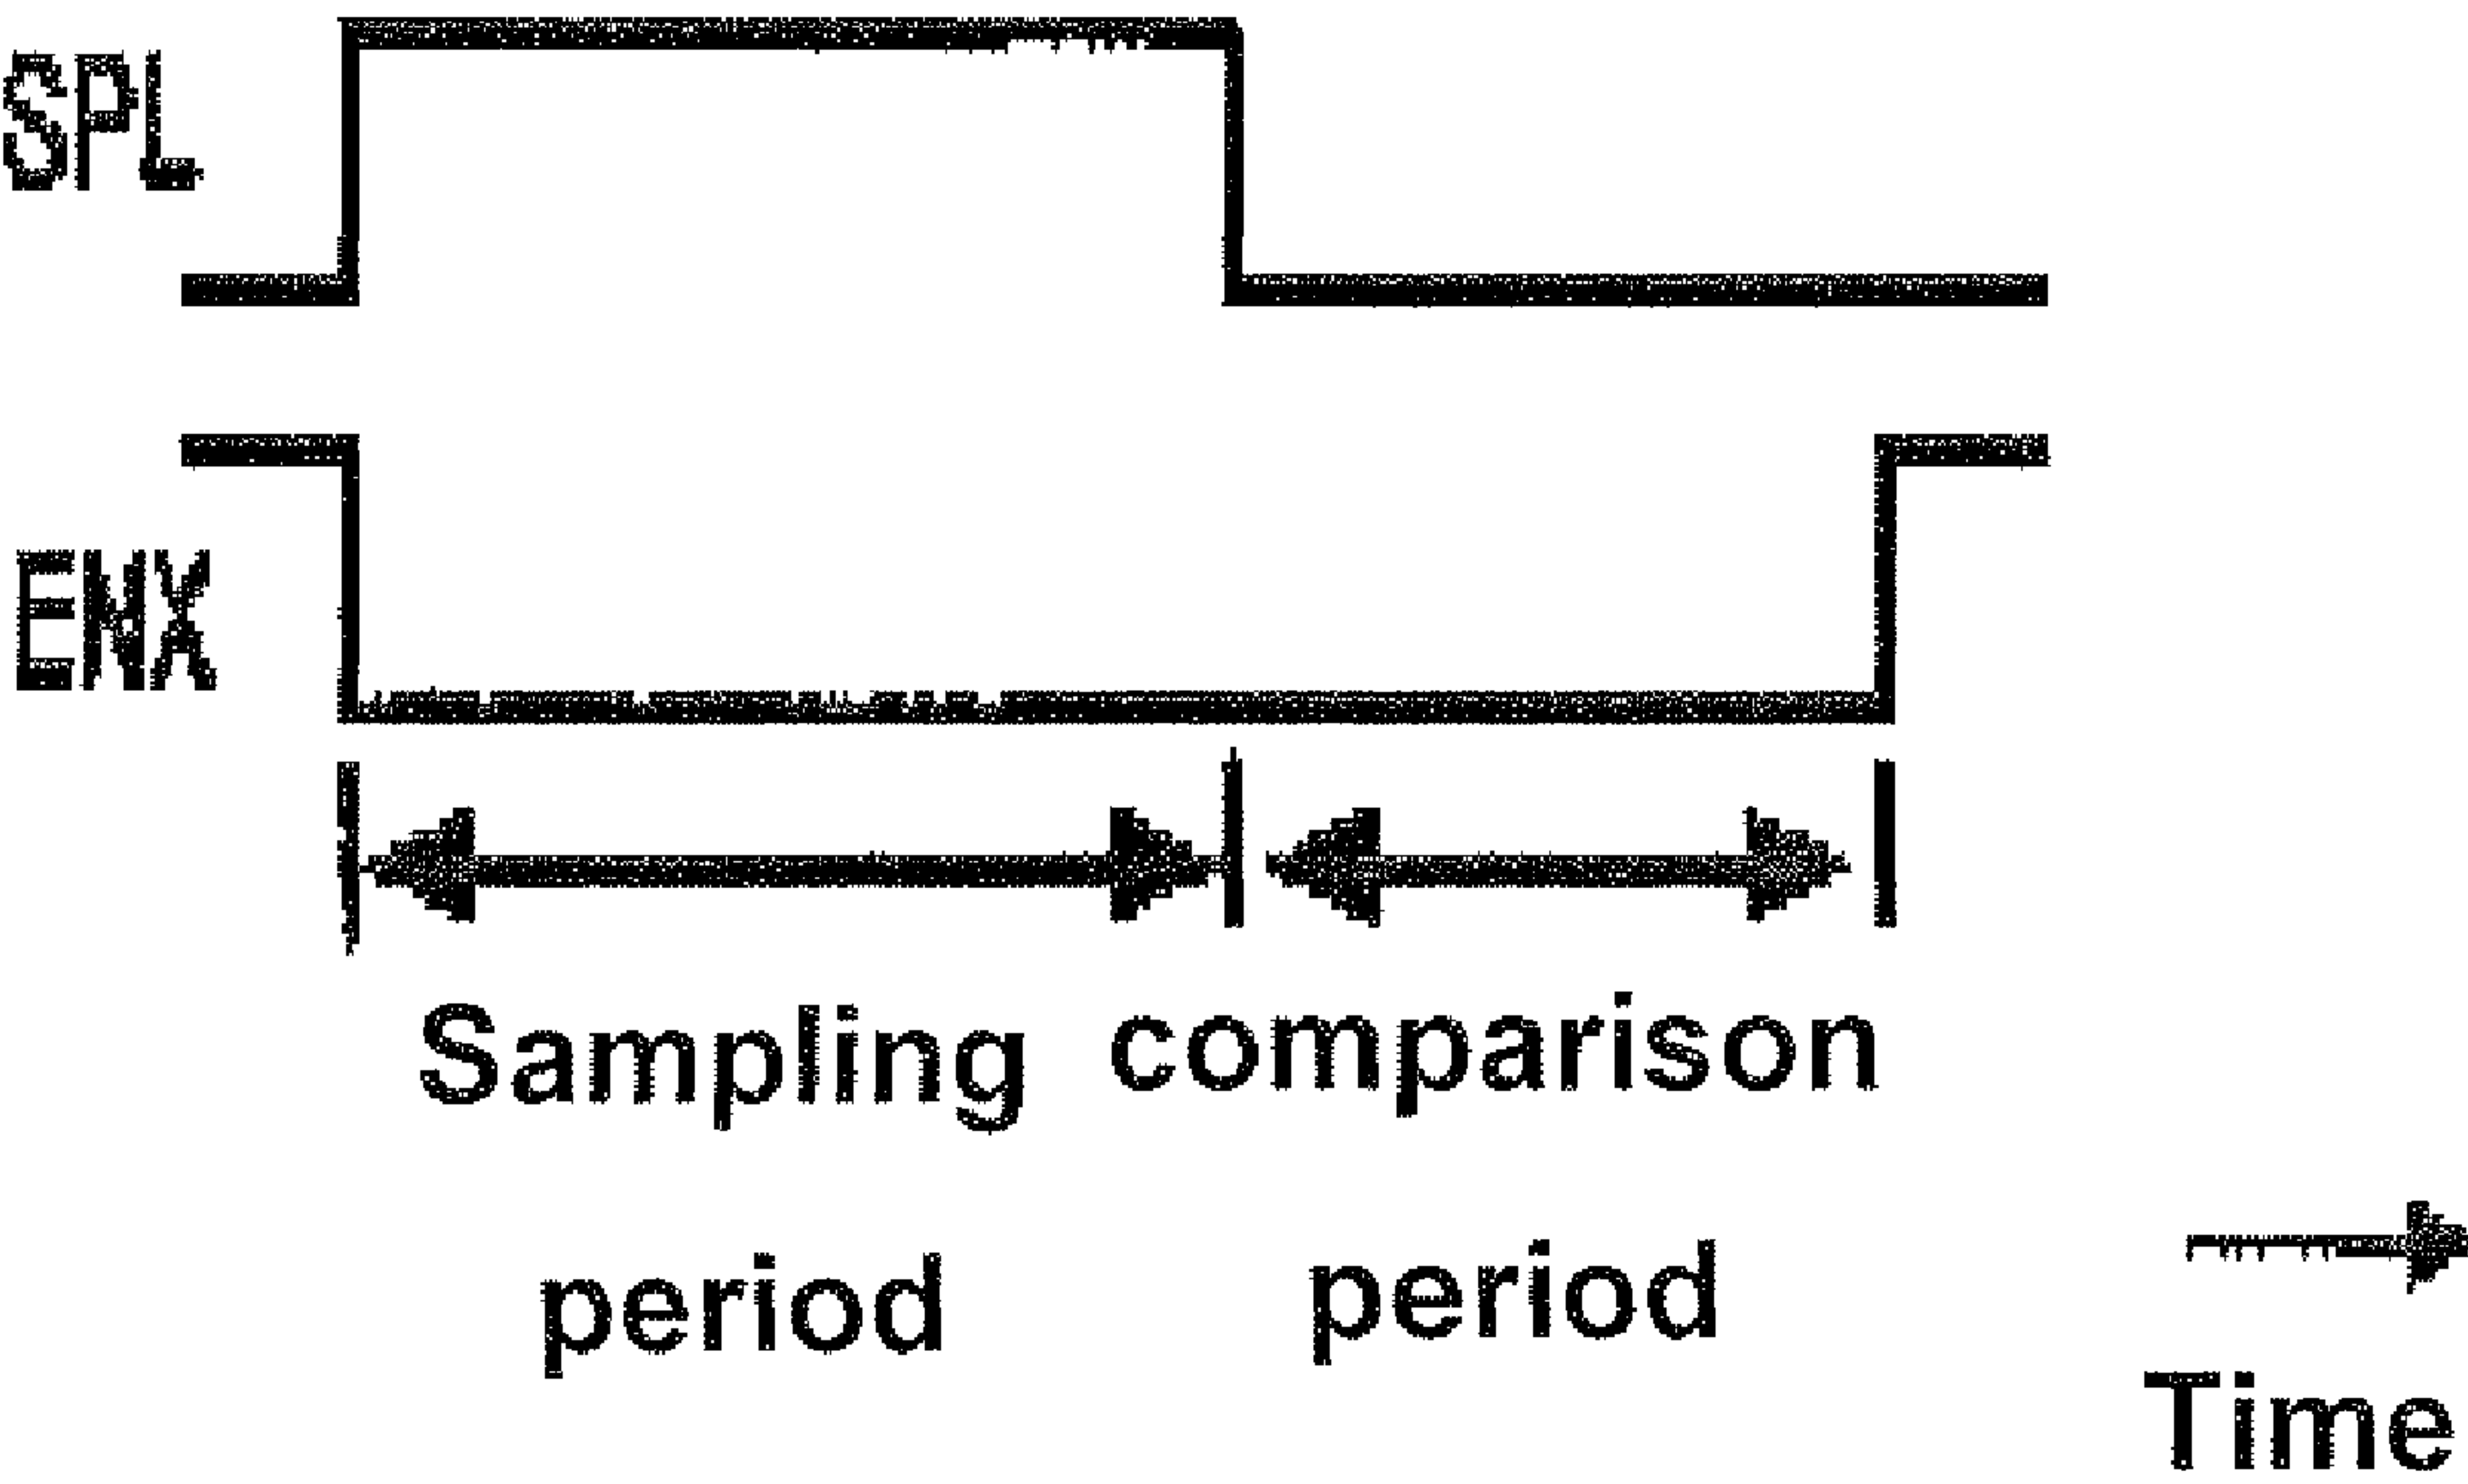 SPL
ENX
Sampling comparison
period period
Time